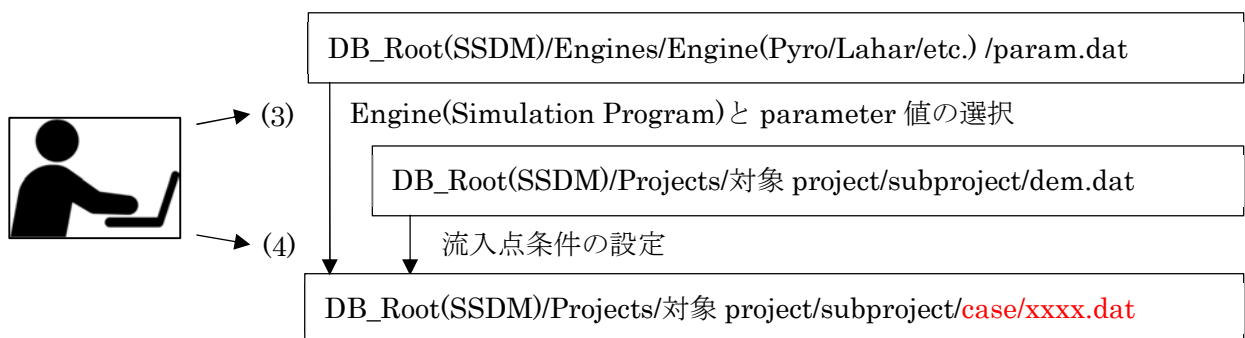 DB_Root(SSDM)/Engines/Engine(Pyro/Lahar/etc.) /param.dat
(3) Engine(Simulation Program)と parameter 値の選択
DB_Root(SSDM)/Projects/対象 project/subproject/dem.dat
(4) 流入点条件の設定
DB_Root(SSDM)/Projects/対象 project/subproject/case/xxxx.dat